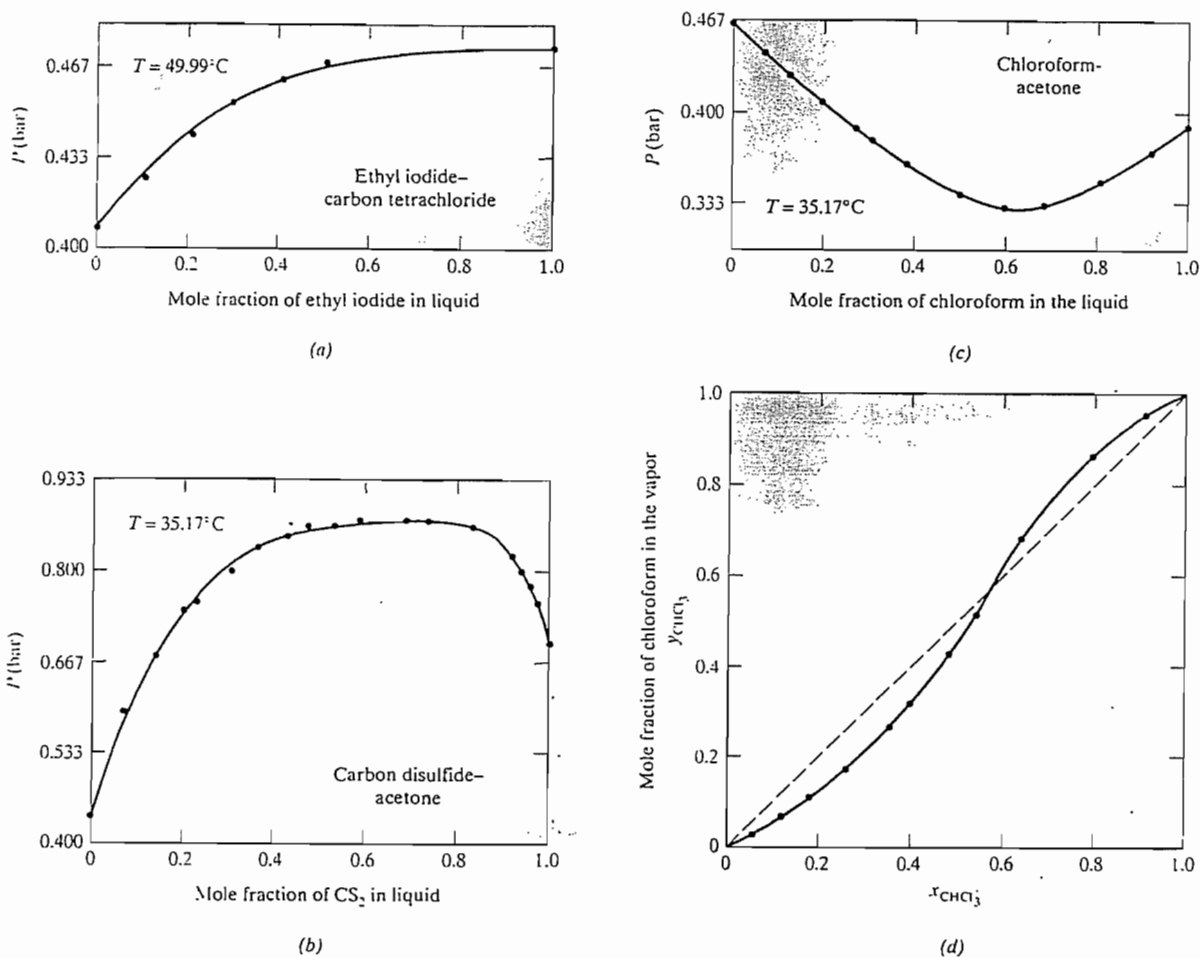 0.467
0.433
0.400
P (bar)
T = 49.99°C
Ethyl iodide–
carbon tetrachloride
0
0.2
0.4
0.6
0.8
1.0
Mole fraction of ethyl iodide in liquid
(a)
0.467
0.400
0.333
P (bar)
Chloroform-
acetone
T = 35.17°C
0
0.2
0.4
0.6
0.8
1.0
Mole fraction of chloroform in the liquid
(c)
0.933
0.800
0.667
0.533
0.400
P (bar)
T = 35.17°C
Carbon disulfide–
acetone
0
0.2
0.4
0.6
0.8
1.0
Mole fraction of CS₂ in liquid
(b)
1.0
0.8
0.6
0.4
0.2
0
Mole fraction of chloroform in the vapor
yCHCl₃
0
0.2
0.4
0.6
0.8
1.0
xCHCl₃
(d)